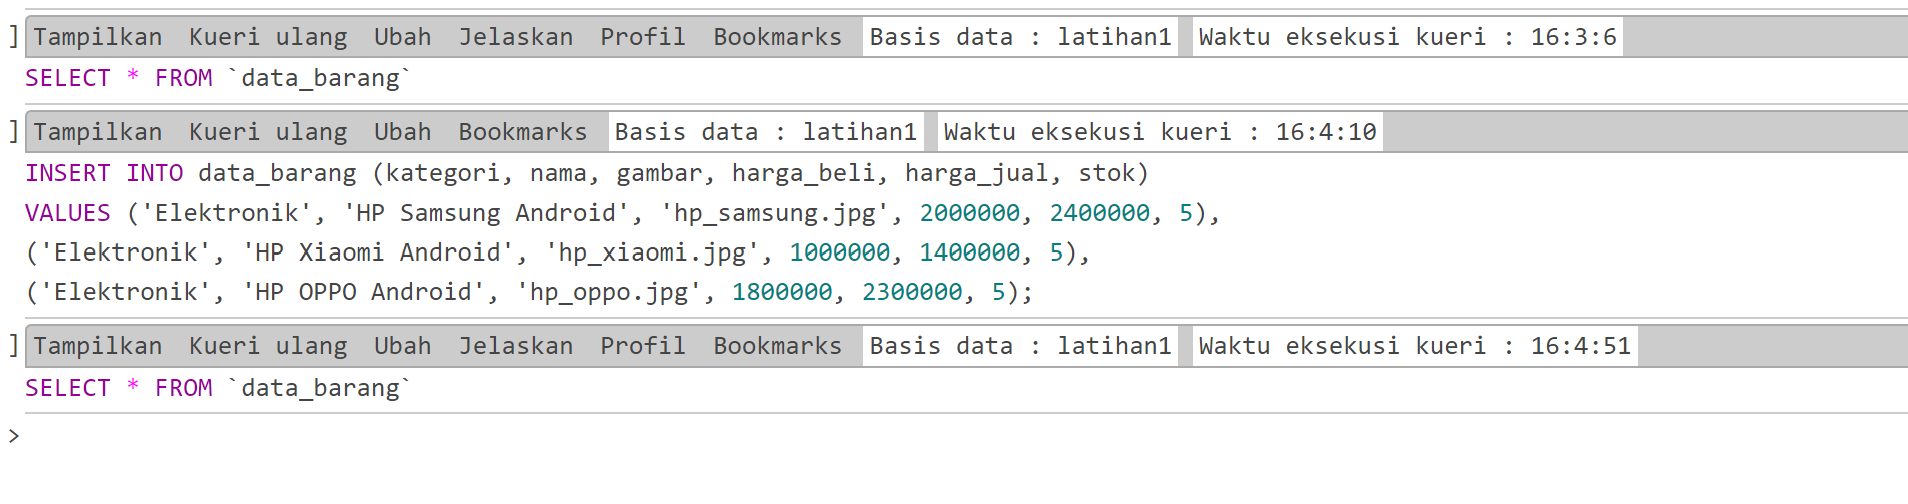 ] Tampilkan Kueri ulang Ubah Jelaskan Profil Bookmarks Basis data : latihan1 Waktu eksekusi kueri : 16:3:6
SELECT * FROM `data_barang`
] Tampilkan Kueri ulang Ubah Bookmarks Basis data : latihan1 Waktu eksekusi kueri : 16:4:10
INSERT INTO data_barang (kategori, nama, gambar, harga_beli, harga_jual, stok)
VALUES ('Elektronik', 'HP Samsung Android', 'hp_samsung.jpg', 2000000, 2400000, 5),
('Elektronik', 'HP Xiaomi Android', 'hp_xiaomi.jpg', 1000000, 1400000, 5),
('Elektronik', 'HP OPPO Android', 'hp_oppo.jpg', 1800000, 2300000, 5);
] Tampilkan Kueri ulang Ubah Jelaskan Profil Bookmarks Basis data : latihan1 Waktu eksekusi kueri : 16:4:51
SELECT * FROM `data_barang`
>